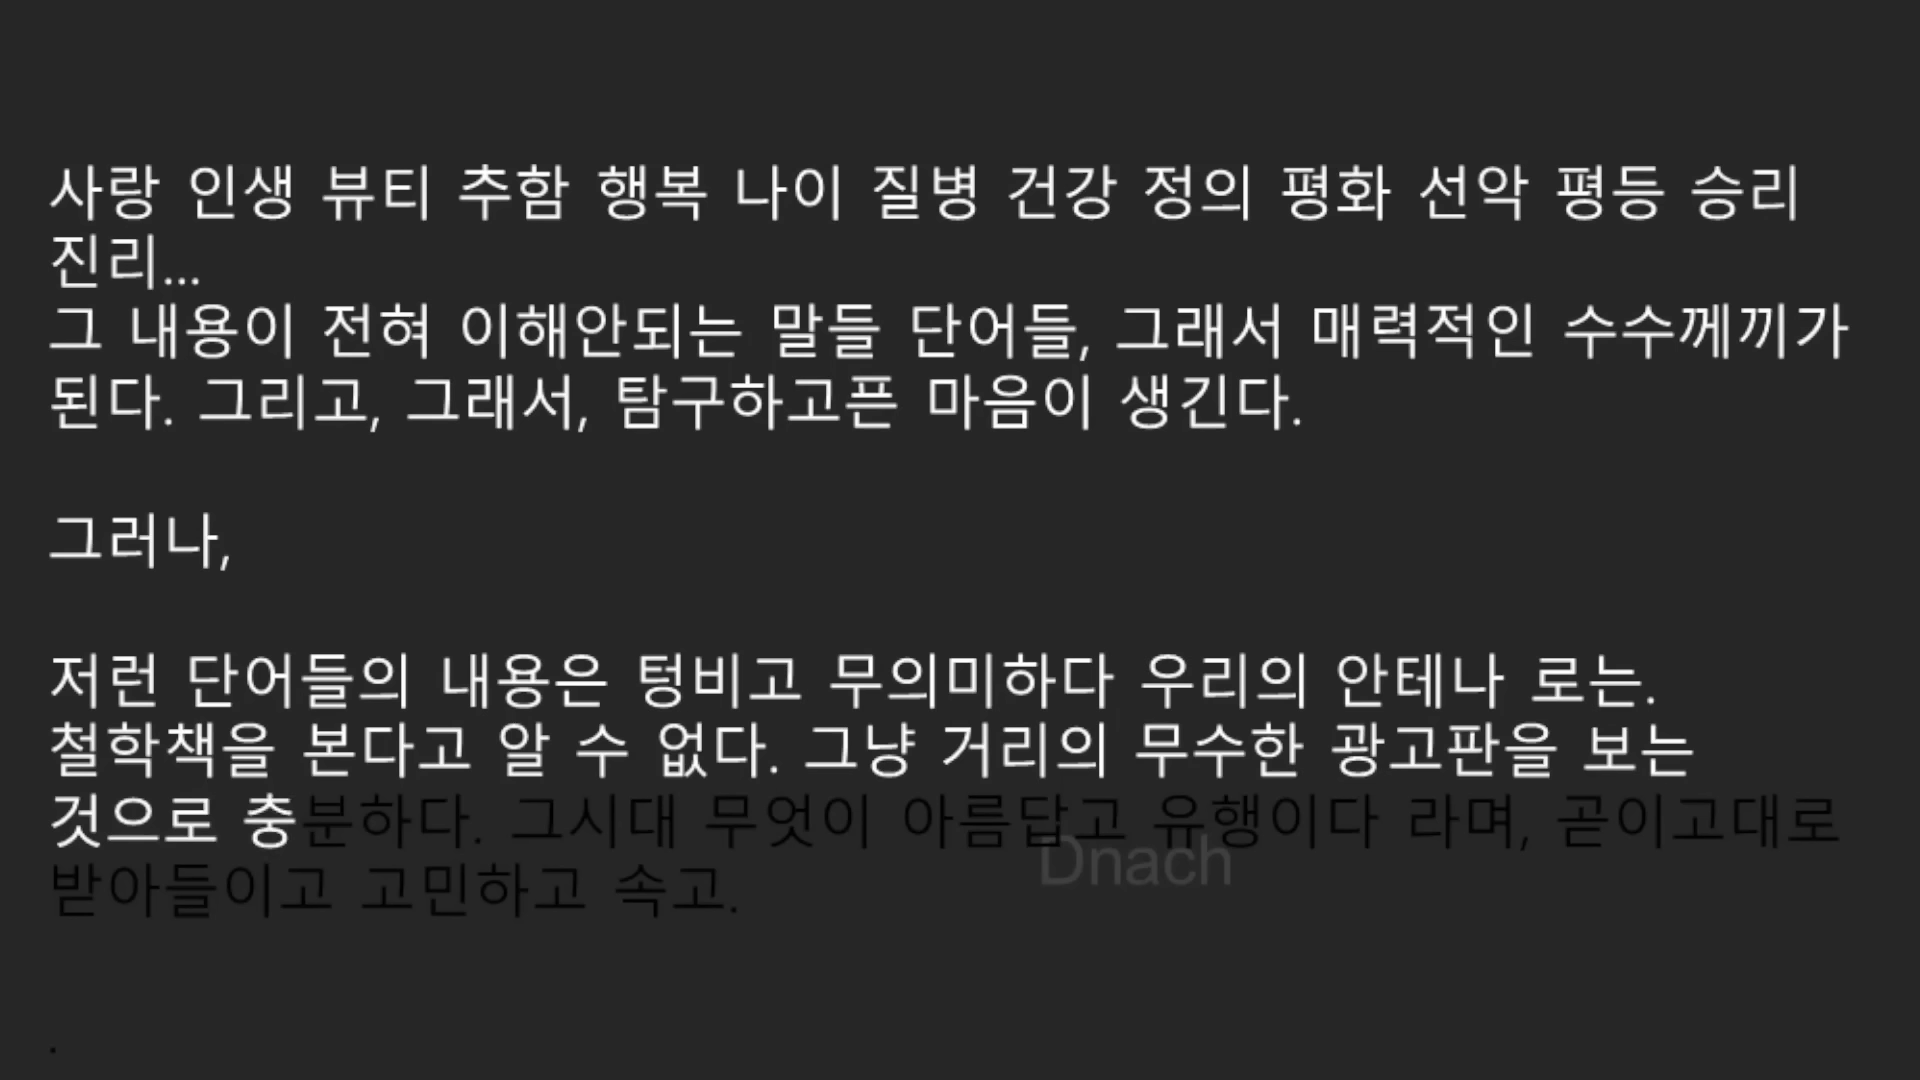 사랑 인생 뷰티 추함 행복 나이 질병 건강 정의 평화 선악 평등 승리
진리...
그 내용이 전혀 이해안되는 말들 단어들, 그래서 매력적인 수수께끼가
된다. 그리고, 그래서, 탐구하고픈 마음이 생긴다.
그러나,
저런 단어들의 내용은 텅비고 무의미하다 우리의 안테나 로는.
철학책을 본다고 알 수 없다. 그냥 거리의 무수한 광고판을 보는
것으로 충분하다. 그시대 무엇이 아름답고 유행이다 라며, 곧이고대로
Dnach
받아들이고 고민하고 속고.
.